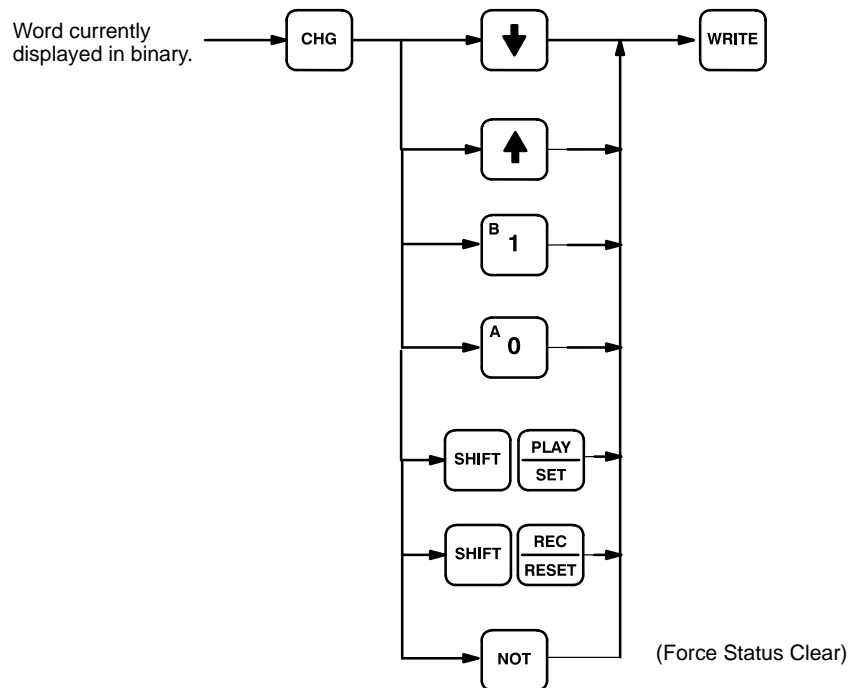 Word currently
displayed in binary.
CHG
WRITE
B
1
A
0
SHIFT
PLAY
SET
SHIFT
REC
RESET
NOT
(Force Status Clear)